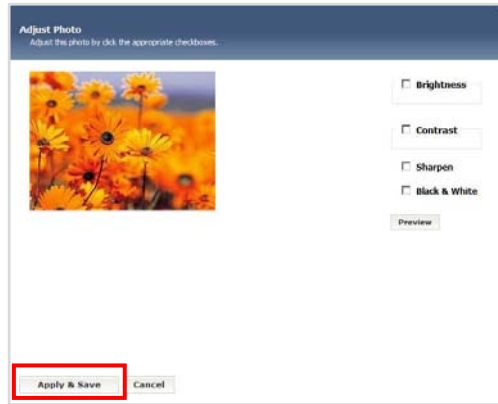 Adjust Photo
Adjust this photo by click the appropriate checkboxes.
Brightness
Contrast
Sharpen
Black & White
Preview
Apply & Save
Cancel